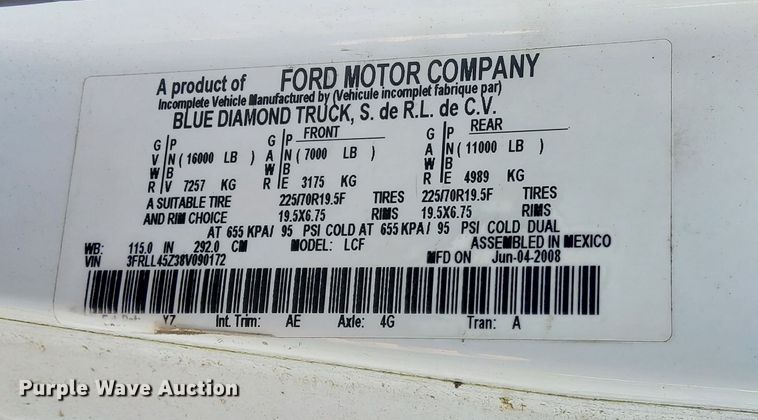 A product of FORD MOTOR COMPANY
Incomplete Vehicle Manufactured by (Vehicule incomplet fabrique par)
BLUE DIAMOND TRUCK, S. de R.L. de C.V.
G P G P FRONT G P REAR
V N ( 16000 LB ) A N ( 7000 LB ) A N ( 11000 LB )
W B W B W B
R V 7257 KG R E 3175 KG R E 4989 KG
A SUITABLE TIRE 225/70R19.5F TIRES 225/70R19.5F TIRES
AND RIM CHOICE 19.5X6.75 RIMS 19.5X6.75 RIMS
AT 655 KPA/ 95 PSI COLD AT 655 KPA/ 95 PSI COLD DUAL
WB: 115.0 IN 292.0 CM MODEL: LCF ASSEMBLED IN MEXICO
VIN 3FRLL45Z38V090172 MFD ON Jun-04-2008
Y7 Int. Trim: AE Axle: 4G Tran: A
Purple Wave Auction